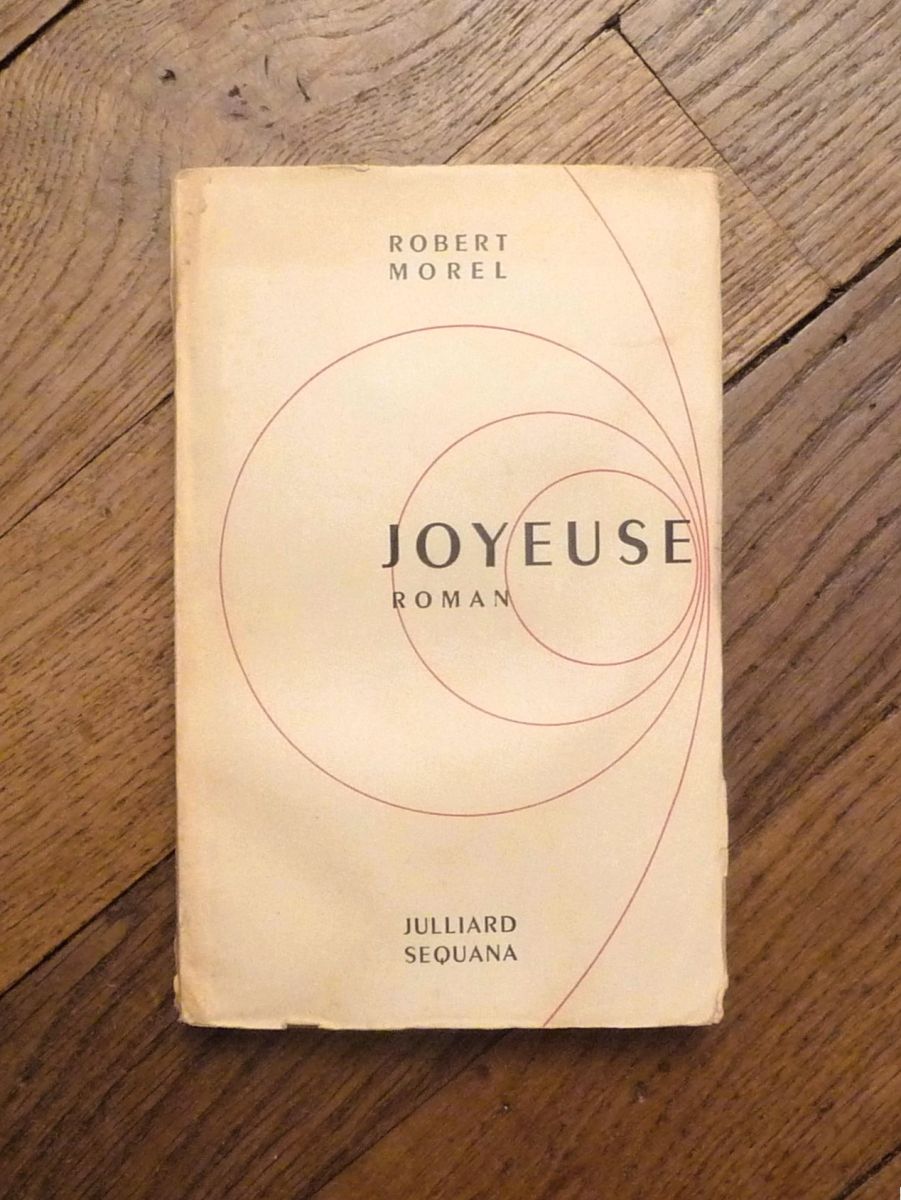 ROBERT
MOREL
JOYEUSE
ROMAN
JULLIARD
SEQUANA